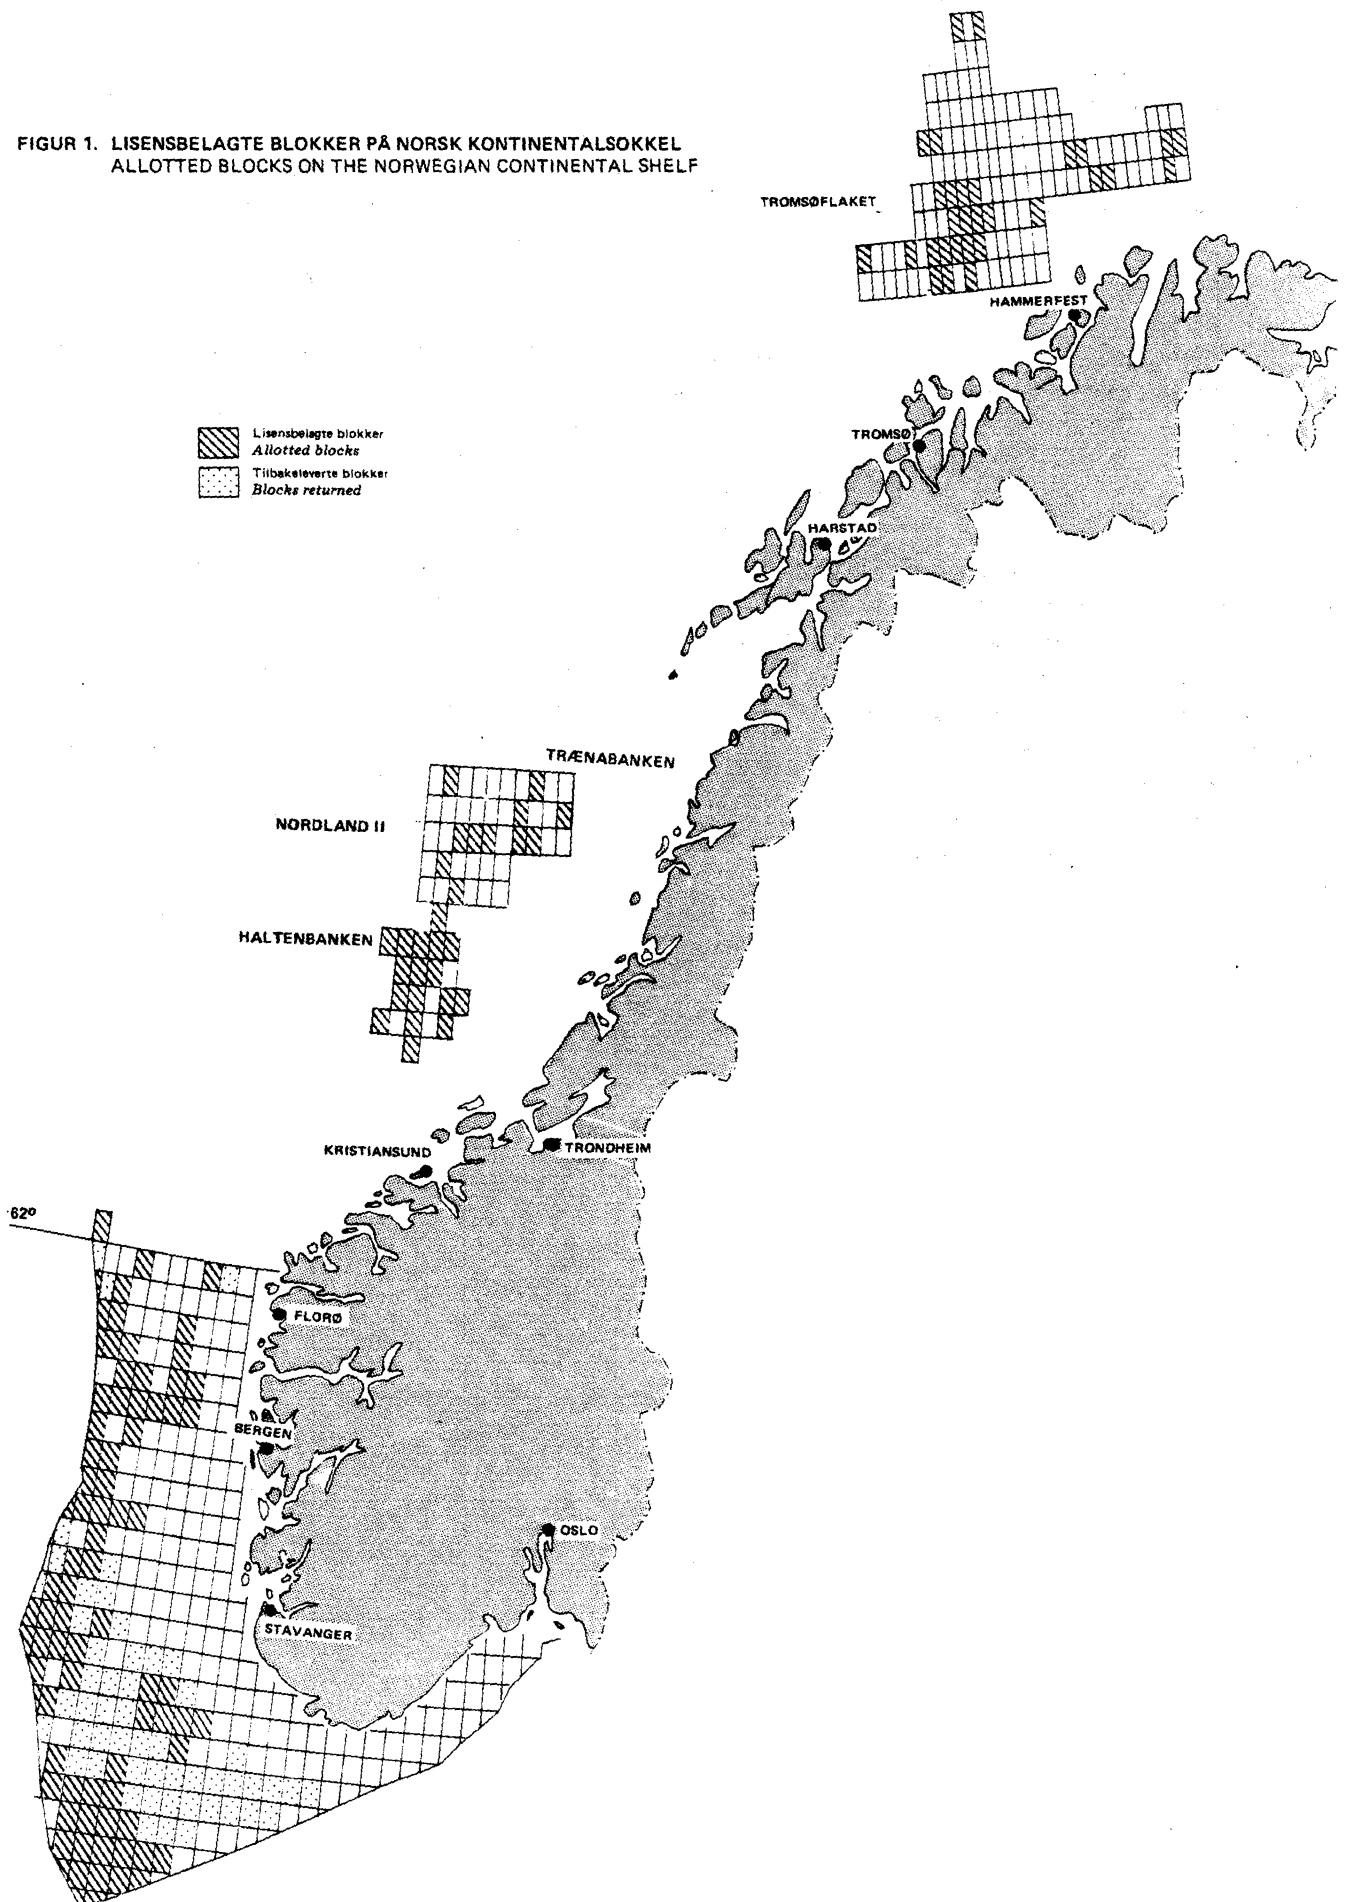 FIGUR 1. LISENSBELAGTE BLOKKER PÅ NORSK KONTINENTALSOKKEL
ALLOTTED BLOCKS ON THE NORWEGIAN CONTINENTAL SHELF
TROMSØFLAKET
HAMMERFEST
Lisensbelagte blokker
Allotted blocks
Tilbakeleverte blokker
Blocks returned
TROMSØ
HARSTAD
TRÆNABANKEN
NORDLAND II
HALTENBANKEN
KRISTIANSUND
TRONDHEIM
62º
FLORØ
BERGEN
OSLO
STAVANGER